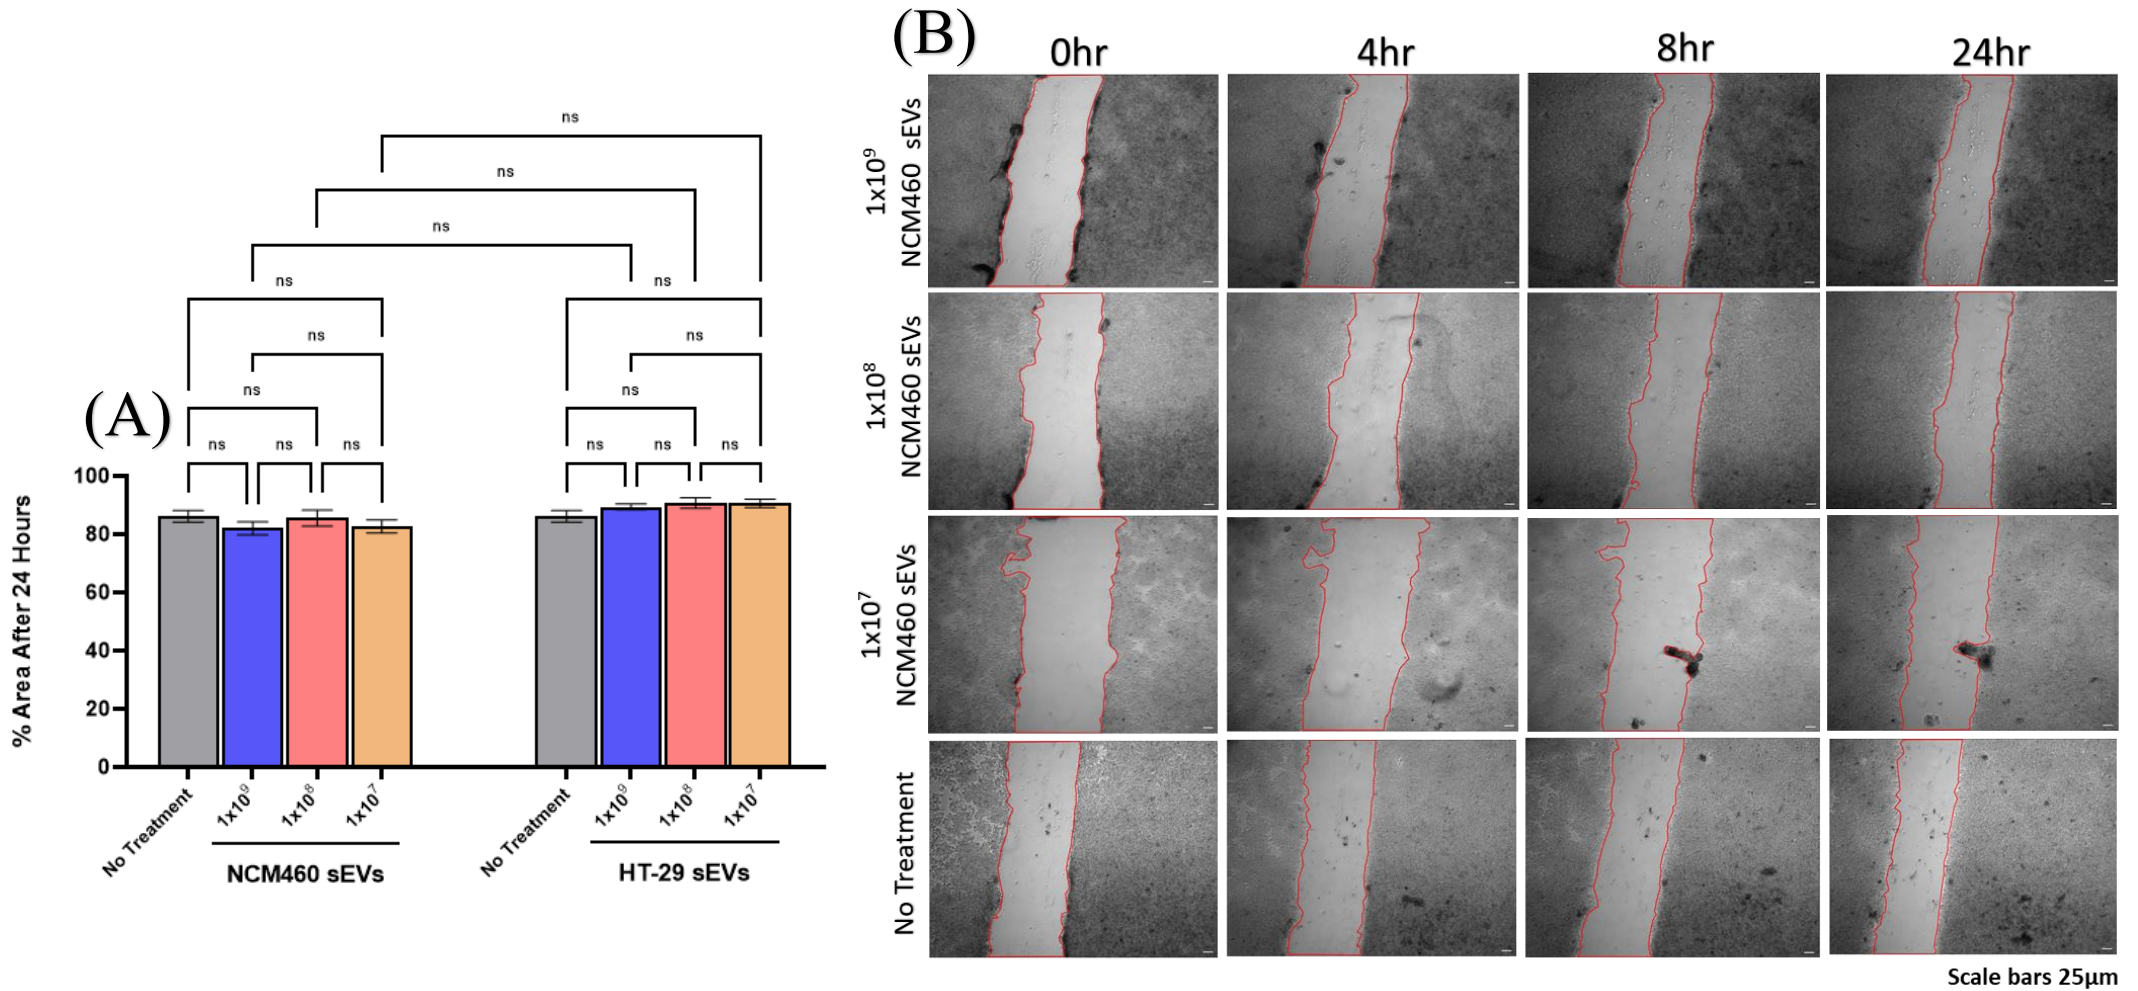 (A)
ns
ns
ns
ns ns
ns
ns ns
ns ns
ns ns ns ns ns ns
% Area After 24 Hours
100
80
60
40
20
0
No Treatment 1x10⁹ 1x10⁸ 1x10⁷ No Treatment 1x10⁹ 1x10⁸ 1x10⁷
NCM460 sEVs HT-29 sEVs
(B)
0hr 4hr 8hr 24hr
1x10⁹
NCM460 sEVs
1x10⁸
NCM460 sEVs
1x10⁷
NCM460 sEVs
No Treatment
Scale bars 25µm